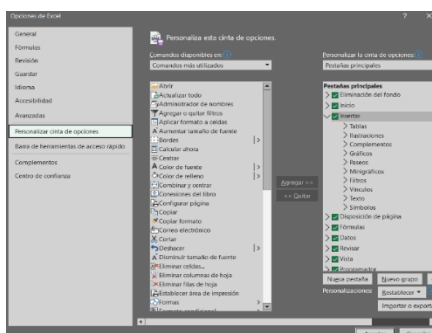 Opciones de Excel
General
Fórmulas
Revisión
Guardar
Idioma
Accesibilidad
Avanzadas
Personalizar cinta de opciones
Barra de herramientas de acceso rápido
Complementos
Centro de confianza
Personaliza esta cinta de opciones.
Comandos disponibles en:
Comandos más utilizados
Abrir
Actualizar todo
Administrador de nombres
Agregar o quitar filtros
Aplicar formato a celdas
Aumentar tamaño de fuente
Bordes
Calcular ahora
Centrar
Color de fuente
Color de relleno
Combinar y centrar
Conexiones del libro
Configurar página
Copiar
Copiar formato
Correo electrónico
Cortar
Deshacer
Disminuir tamaño de fuente
Eliminar celdas...
Eliminar columnas de hoja
Eliminar filas de hoja
Establecer área de impresión
Formas
Formato condicional
Agregar >>
<< Quitar
Personalizar la cinta de opciones:
Pestañas principales
Pestañas principales
Eliminación del fondo
Inicio
Insertar
Tablas
Ilustraciones
Complementos
Gráficos
Paseos
Minigráficos
Filtros
Vínculos
Texto
Símbolos
Disposición de página
Fórmulas
Datos
Revisar
Vista
Programador
Nueva pestaña
Nuevo grupo
Personalizaciones:
Restablecer
Importar o export